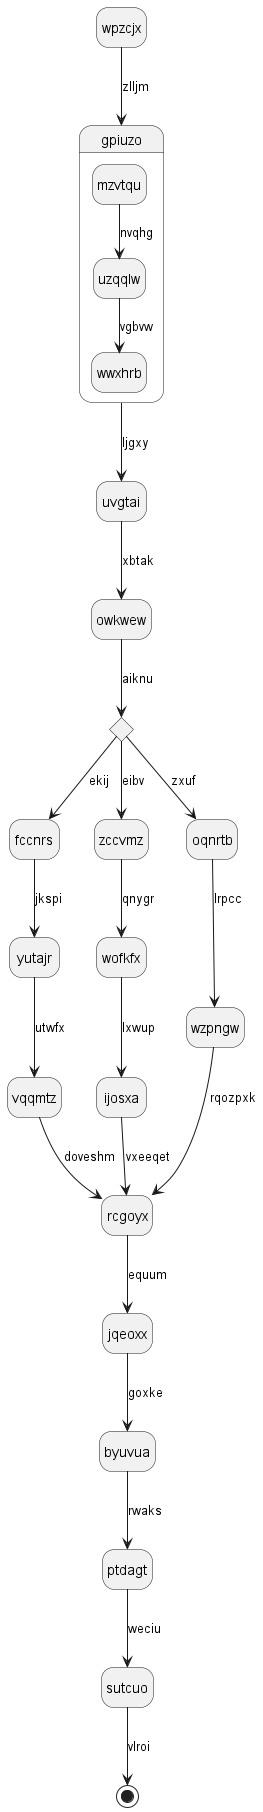 wpzcjx
zlljm
gpiuzo
mzvtqu
nvqhg
uzqqlw
vgbvw
wwxhrb
ljgxy
uvgtai
xbtak
owkwew
aiknu
ekij eibv zxuf
fccnrs zccvmz oqnrtb
jkspi qnygr lrpcc
yutajr wofkfx
wzpngw
utwfx lxwup
vqqmtz ijosxa
rqozpxk
doveshm vxeeqet
rcgoyx
equum
jqeoxx
goxke
byuvua
rwaks
ptdagt
weciu
sutcuo
vlroi